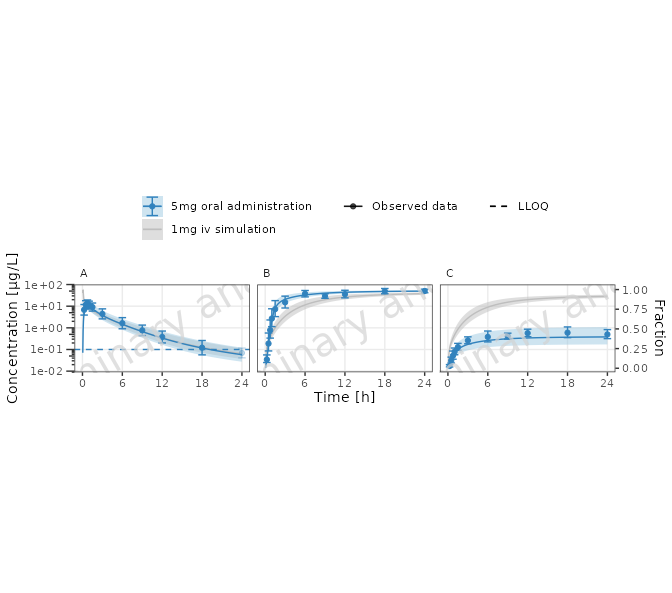 5mg oral administration
Observed data
LLOQ
1mg iv simulation
A
B
C
Concentration [µg/L]
1e+02
1e+01
1e+00
1e-01
1e-02
1.00
0.75
0.50
0.25
0.00
Fraction
0 6 12 18 24
0 6 12 18 24
0 6 12 18 24
Time [h]